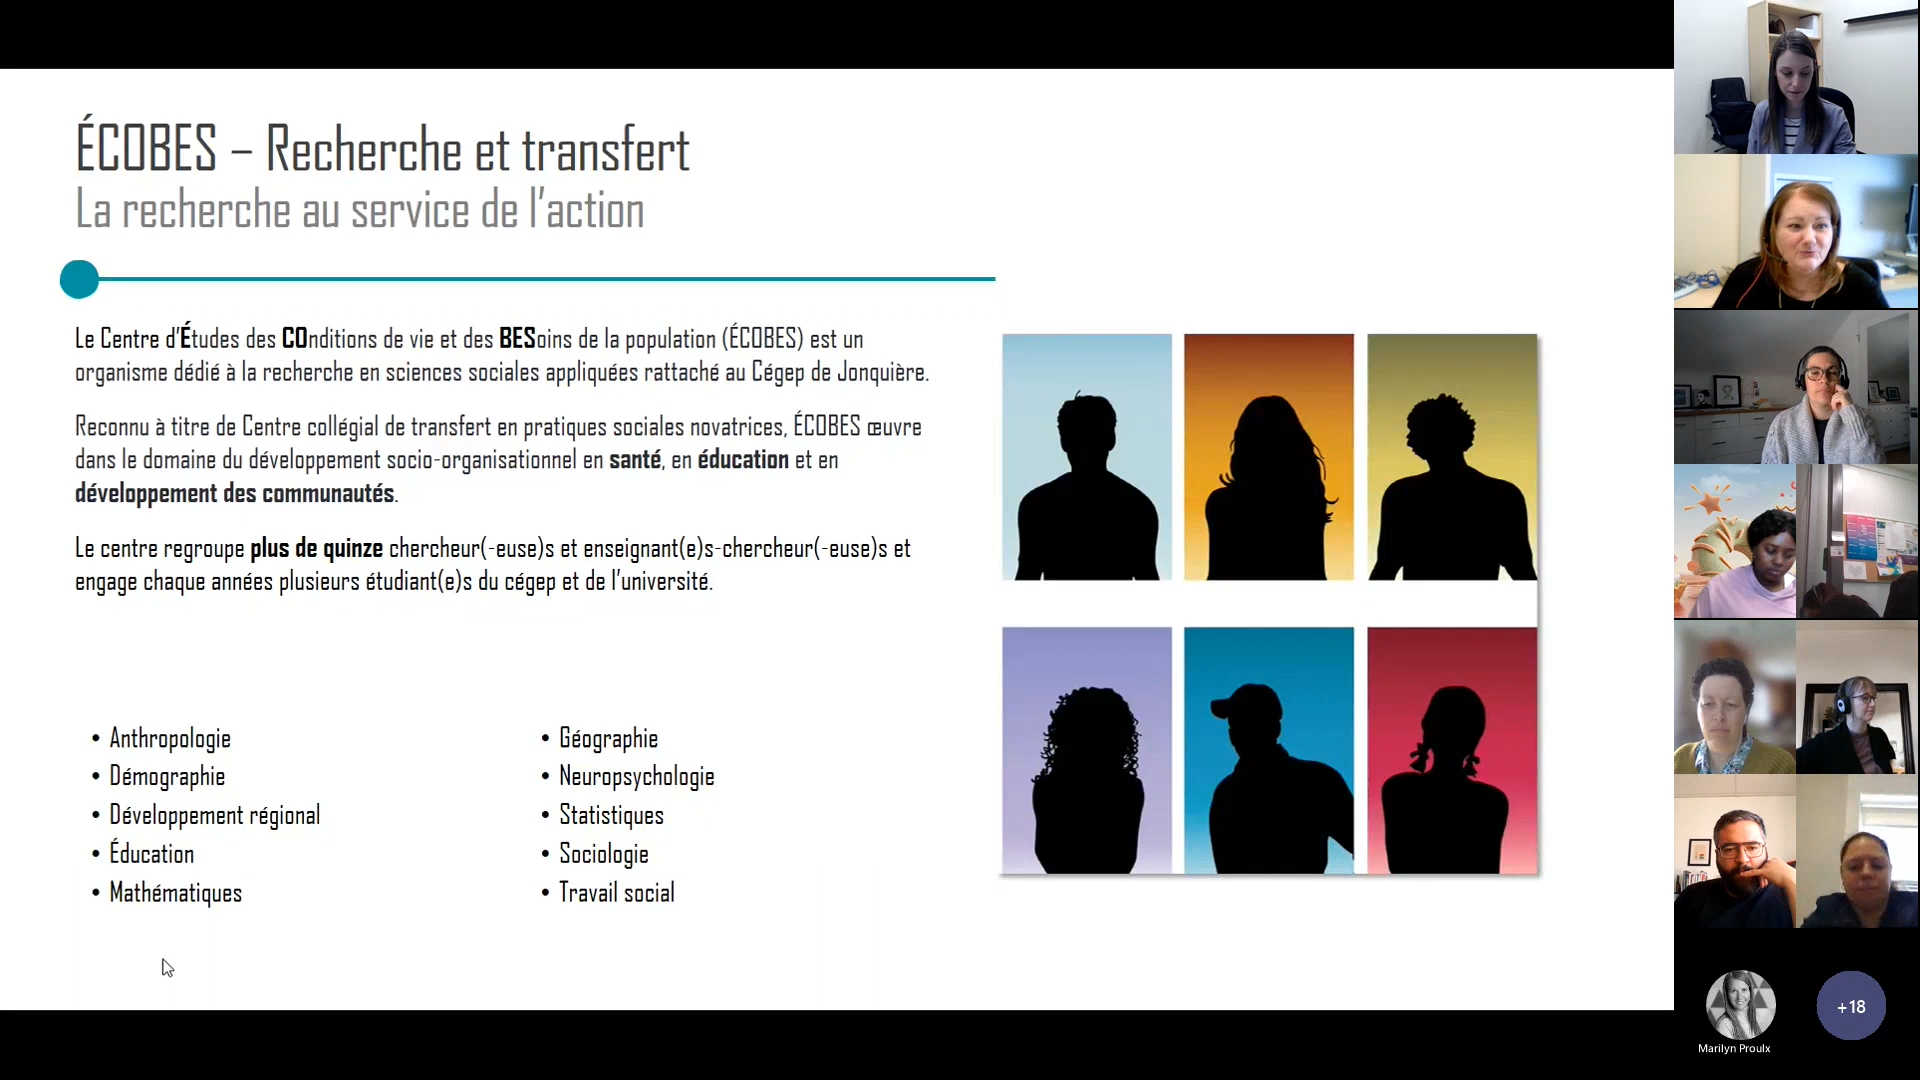 ÉCOBES – Recherche et transfert
La recherche au service de l'action
Le Centre d'Études des COnditions de vie et des BESoins de la population (ÉCOBES) est un
organisme dédié à la recherche en sciences sociales appliquées rattaché au Cégep de Jonquière.
Reconnu à titre de Centre collégial de transfert en pratiques sociales novatrices, ÉCOBES œuvre
dans le domaine du développement socio-organisationnel en santé, en éducation et en
développement des communautés.
Le centre regroupe plus de quinze chercheur(-euse)s et enseignant(e)s-chercheur(-euse)s et
engage chaque années plusieurs étudiant(e)s du cégep et de l'université.
• Anthropologie
• Démographie
• Développement régional
• Éducation
• Mathématiques
• Géographie
• Neuropsychologie
• Statistiques
• Sociologie
• Travail social
+18
Marilyn Proulx